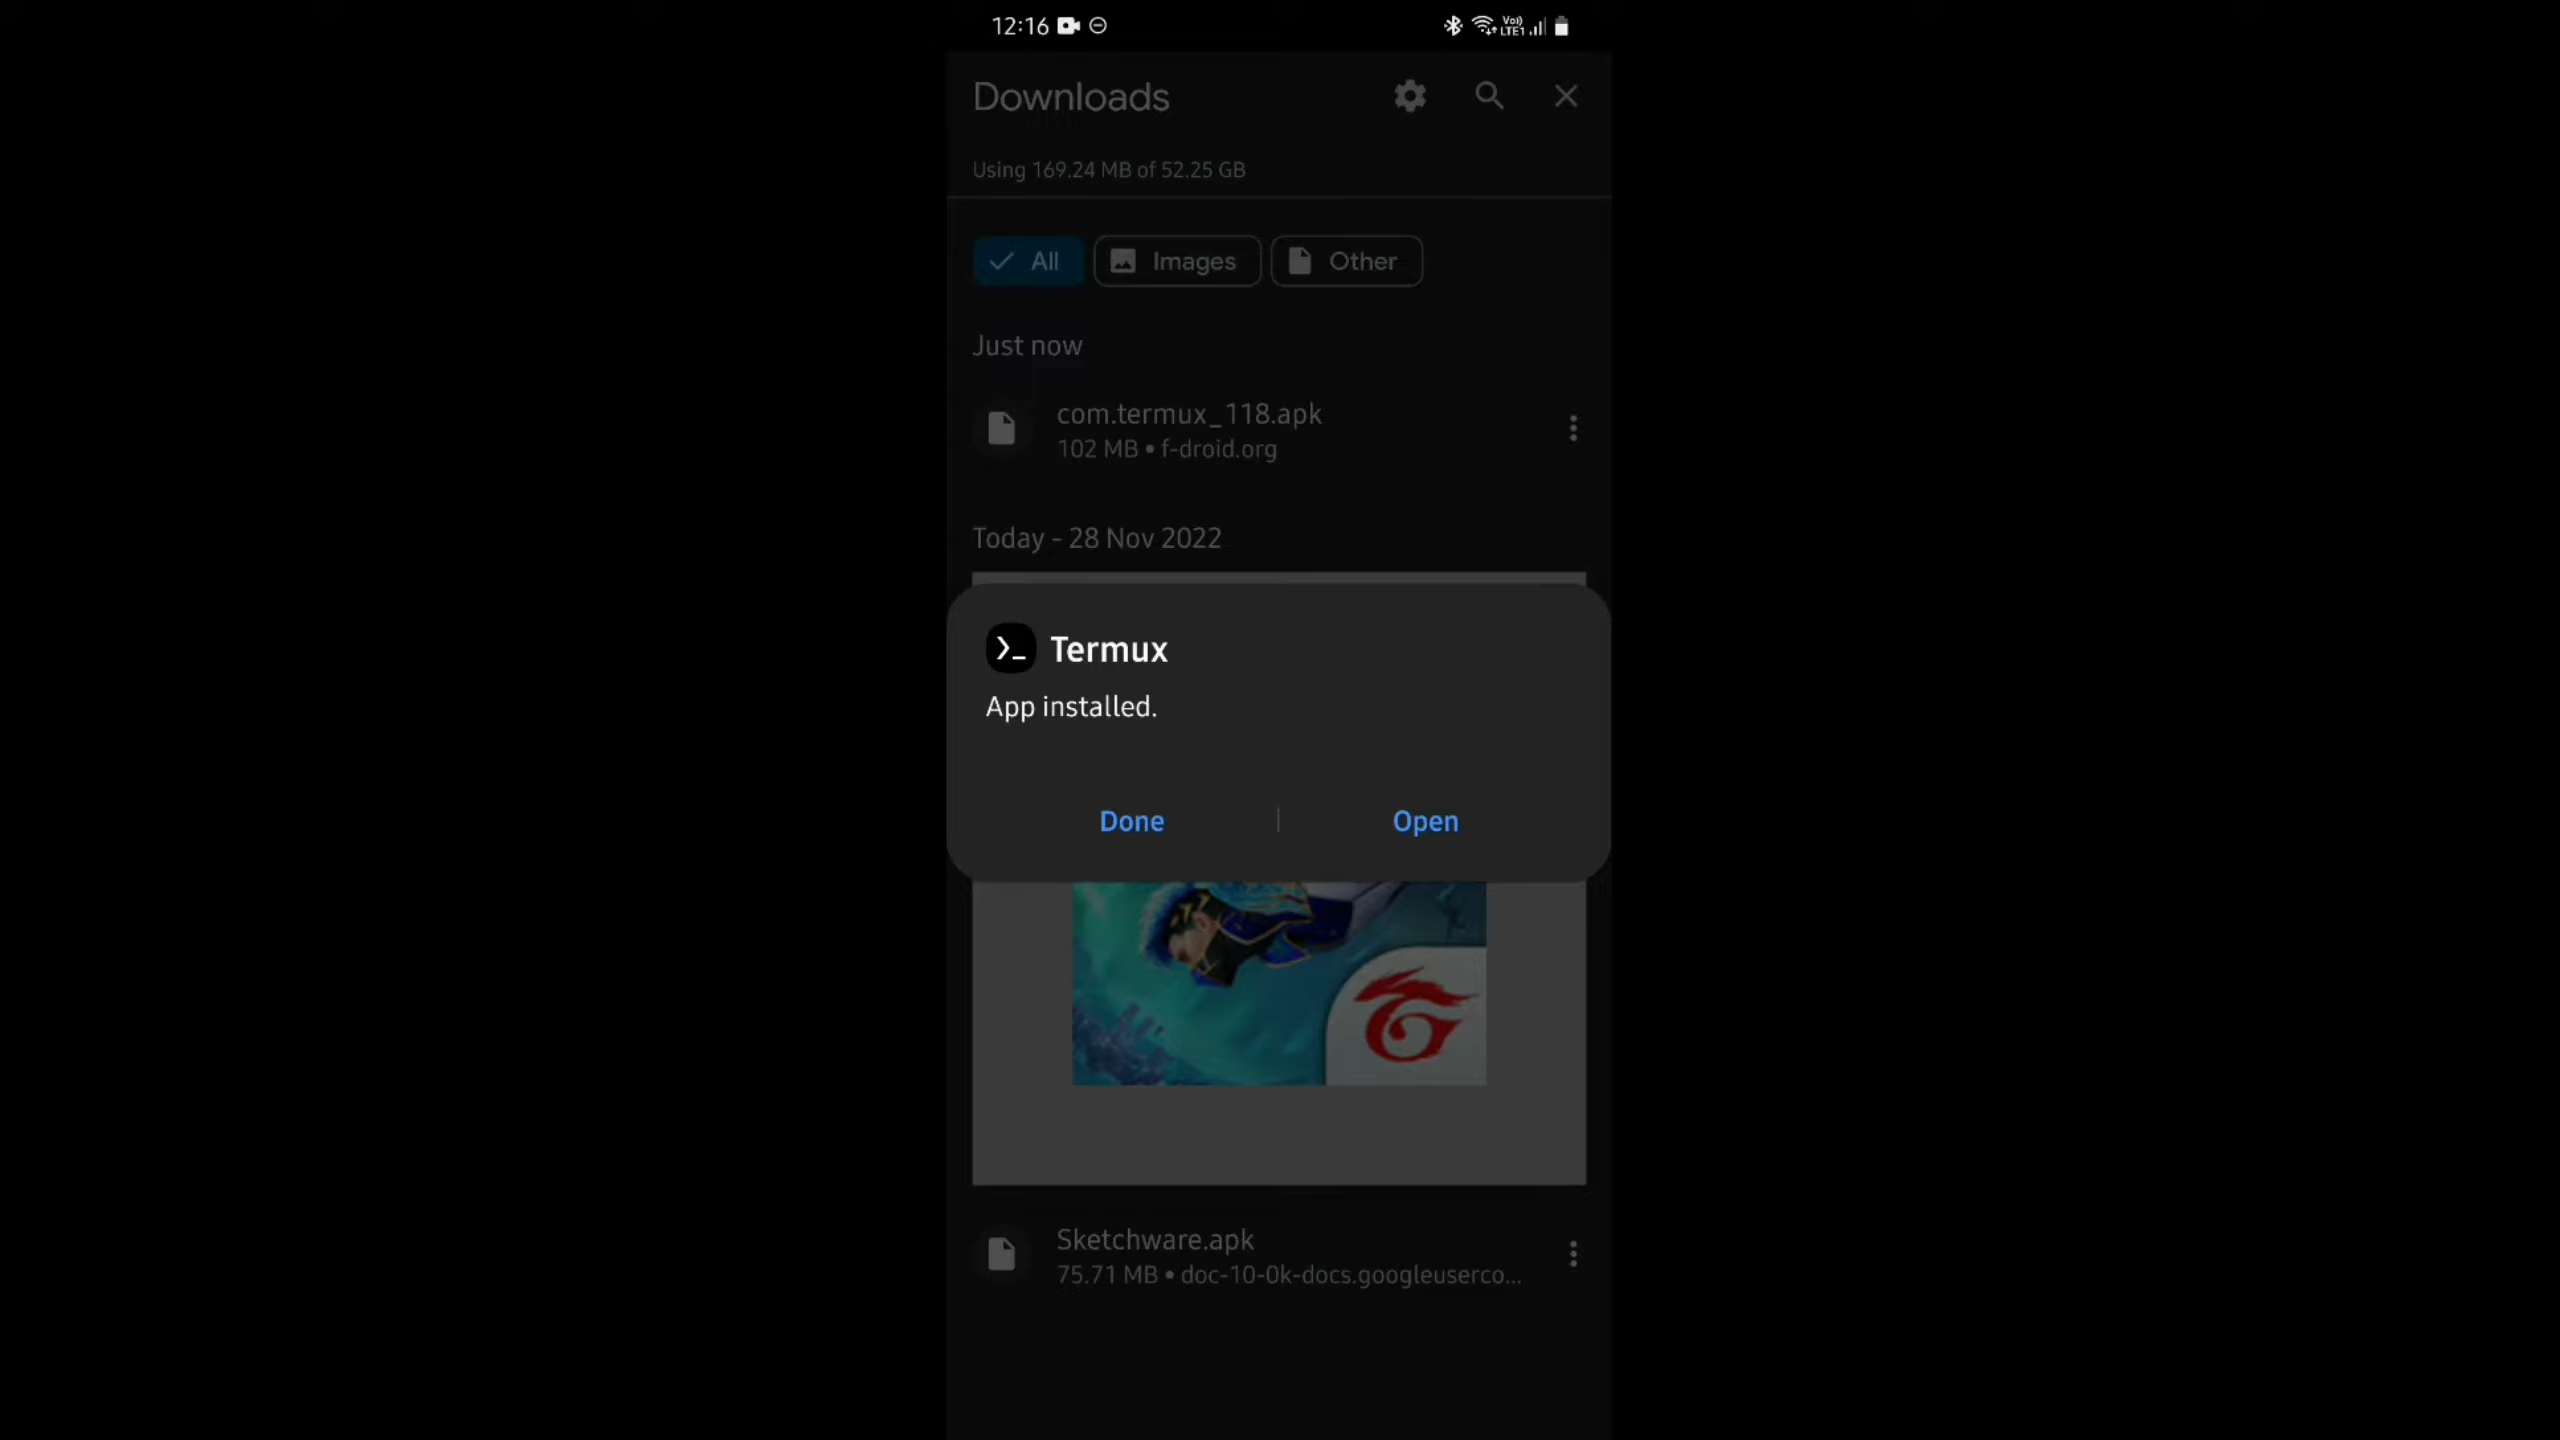 12:16
Vo))
LTE1
Downloads
Using 169.24 MB of 52.25 GB
All
Images
Other
Just now
com.termux_118.apk
102 MB • f-droid.org
Today - 28 Nov 2022
Termux
App installed.
Done
Open
Sketchware.apk
75.71 MB • doc-10-0k-docs.googleuserco...